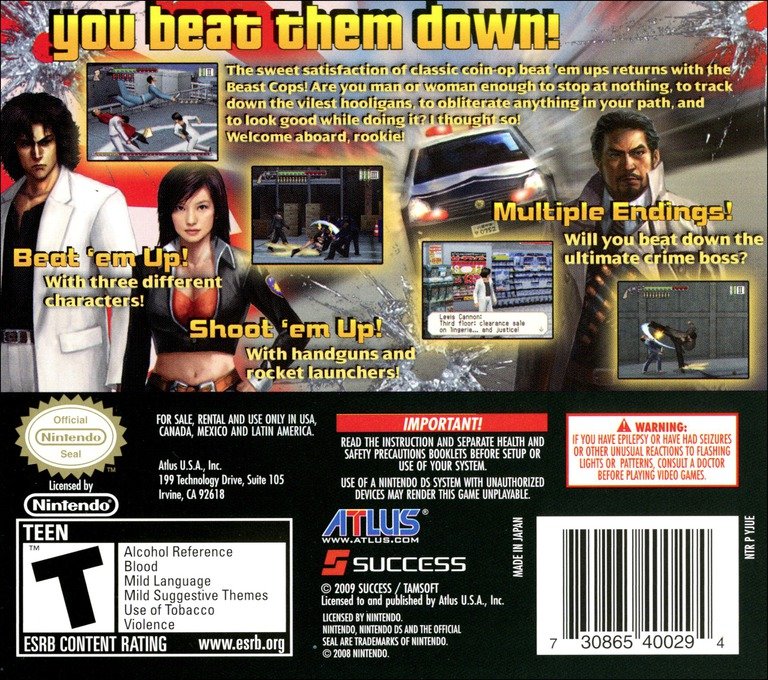 you beat them down!
The sweet satisfaction of classic coin-op beat 'em ups returns with the
Beast Cops! Are you man or woman enough to stop at nothing, to track
down the vilest hooligans, to obliterate anything in your path, and
to look good while doing it? I thought so!
Welcome aboard, rookie!
Multiple Endings!
Will you beat down the
ultimate crime boss?
Beat 'em Up!
With three different
characters!
Lewis Cannon:
Third floor: clearance sale
on lingerie... and justice!
Shoot 'em Up!
With handguns and
rocket launchers!
Official
Nintendo
Seal
TM
Licensed by
Nintendo®
FOR SALE, RENTAL AND USE ONLY IN USA,
CANADA, MEXICO AND LATIN AMERICA.
Atlus U.S.A., Inc.
199 Technology Drive, Suite 105
Irvine, CA 92618
IMPORTANT!
READ THE INSTRUCTION AND SEPARATE HEALTH AND
SAFETY PRECAUTIONS BOOKLETS BEFORE SETUP OR
USE OF YOUR SYSTEM.
USE OF A NINTENDO DS SYSTEM WITH UNAUTHORIZED
DEVICES MAY RENDER THIS GAME UNPLAYABLE.
WARNING:
IF YOU HAVE EPILEPSY OR HAVE HAD SEIZURES
OR OTHER UNUSUAL REACTIONS TO FLASHING
LIGHTS OR PATTERNS, CONSULT A DOCTOR
BEFORE PLAYING VIDEO GAMES.
TEEN
TM
T
Alcohol Reference
Blood
Mild Language
Mild Suggestive Themes
Use of Tobacco
Violence
ESRB CONTENT RATING www.esrb.org
ATLUS®
WWW.ATLUS.COM
SUCCESS
© 2009 SUCCESS / TAMSOFT
Licensed to and published by Atlus U.S.A., Inc.
LICENSED BY NINTENDO.
NINTENDO, NINTENDO DS AND THE OFFICIAL
SEAL ARE TRADEMARKS OF NINTENDO.
© 2008 NINTENDO.
MADE IN JAPAN
7 30865 40029 4
NTR P YJUE